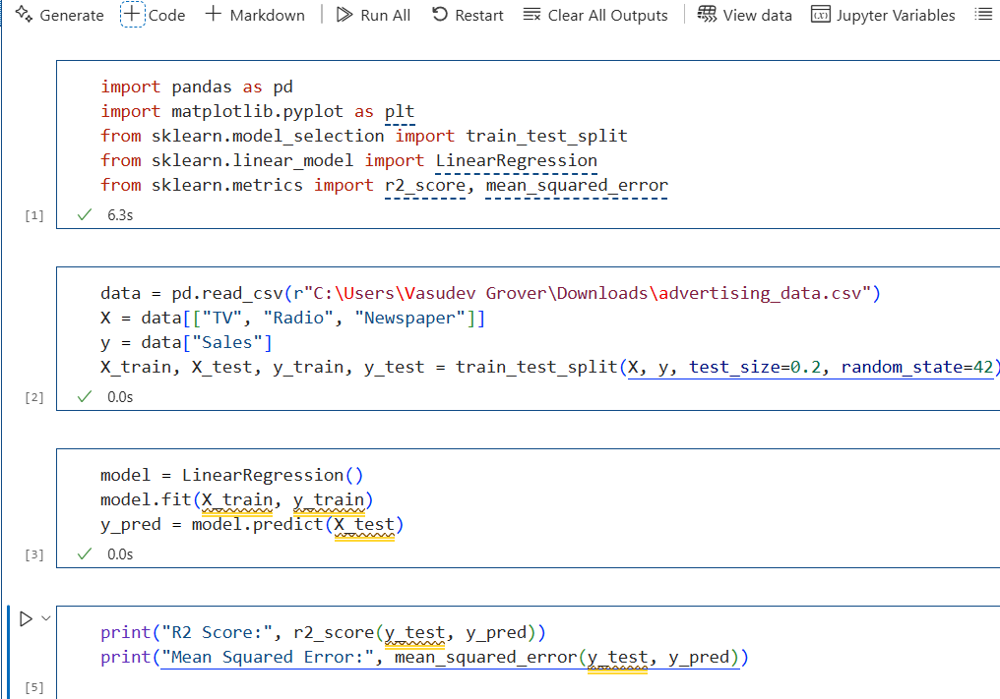 Generate Code Markdown Run All Restart Clear All Outputs View data (x) Jupyter Variables
import pandas as pd
import matplotlib.pyplot as plt
from sklearn.model_selection import train_test_split
from sklearn.linear_model import LinearRegression
from sklearn.metrics import r2_score, mean_squared_error
[1] 6.3s
data = pd.read_csv(r"C:\Users\Vasudev Grover\Downloads\advertising_data.csv")
X = data[["TV", "Radio", "Newspaper"]]
y = data["Sales"]
X_train, X_test, y_train, y_test = train_test_split(X, y, test_size=0.2, random_state=42)
[2] 0.0s
model = LinearRegression()
model.fit(X_train, y_train)
y_pred = model.predict(X_test)
[3] 0.0s
print("R2 Score:", r2_score(y_test, y_pred))
print("Mean Squared Error:", mean_squared_error(y_test, y_pred))
[5]